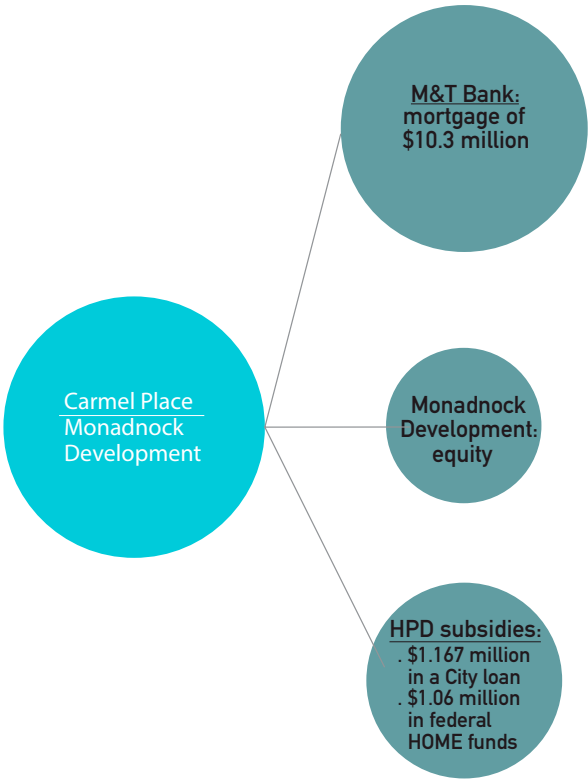 M&T Bank:
mortgage of
$10.3 million
Carmel Place
Monadnock
Development
Monadnock
Development:
equity
HPD subsidies:
. $1.167 million
in a City loan
. $1.06 million
in federal
HOME funds